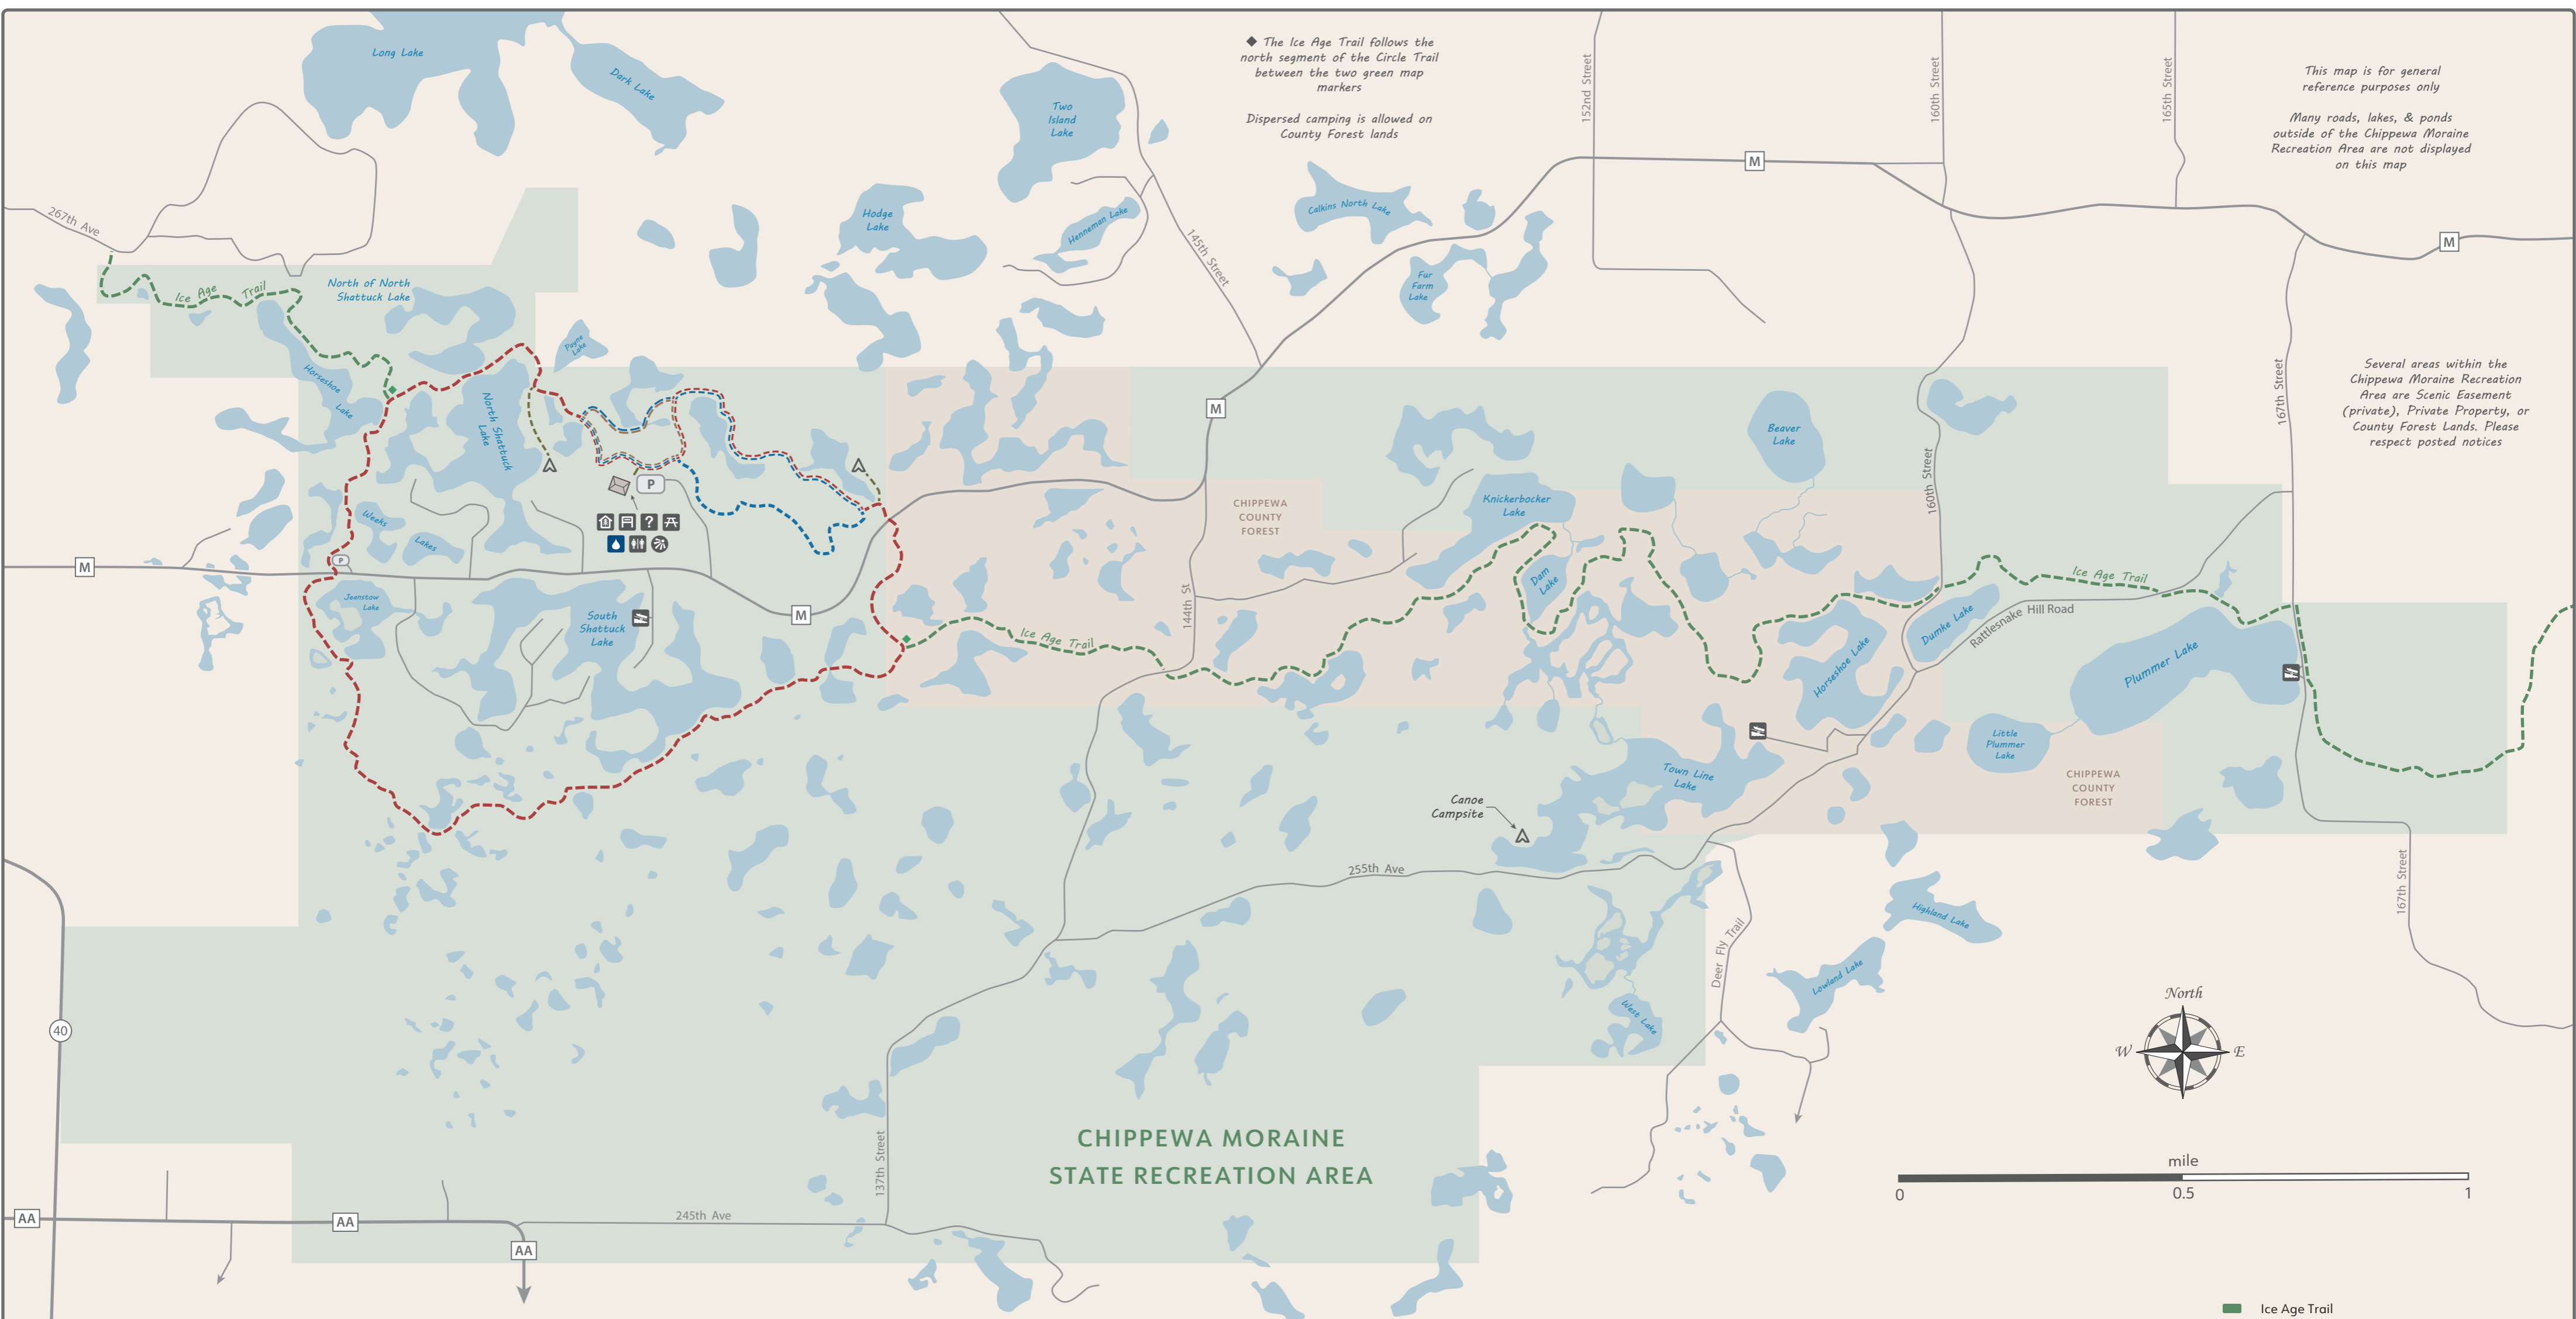 Long Lake
Dark Lake
Two
Island
Lake
◆ The Ice Age Trail follows the
north segment of the Circle Trail
between the two green map
markers
Dispersed camping is allowed on
County Forest lands
152nd Street
160th Street
165th Street
This map is for general
reference purposes only
Many roads, lakes, & ponds
outside of the Chippewa Moraine
Recreation Area are not displayed
on this map
M
M
267th Ave
Hodge
Lake
Henneman Lake
145th Street
Calkins North Lake
Fur
Farm
Lake
Ice Age Trail
North of North
Shattuck Lake
Payne
Lake
Horseshoe
Lake
North Shattuck
Lake
M
Beaver
Lake
160th Street
167th Street
Several areas within the
Chippewa Moraine Recreation
Area are Scenic Easement
(private), Private Property, or
County Forest Lands. Please
respect posted notices
P
?
Weeks
Lakes
P
M
CHIPPEWA
COUNTY
FOREST
Knickerbocker
Lake
Dam
Lake
Jeanstow
Lake
South
Shattuck
Lake
M
144th St
Ice Age Trail
Ice Age Trail
Dumke Lake
Rattlesnake Hill Road
Horseshoe Lake
Plummer Lake
Little
Plummer
Lake
Town Line
Lake
CHIPPEWA
COUNTY
FOREST
Canoe
Campsite
255th Ave
167th Street
Highland Lake
Deer Fly Trail
Lowland Lake
West Lake
40
North
W
E
CHIPPEWA MORAINE
STATE RECREATION AREA
137th Street
mile
0
0.5
1
AA
AA
AA
245th Ave
Ice Age Trail